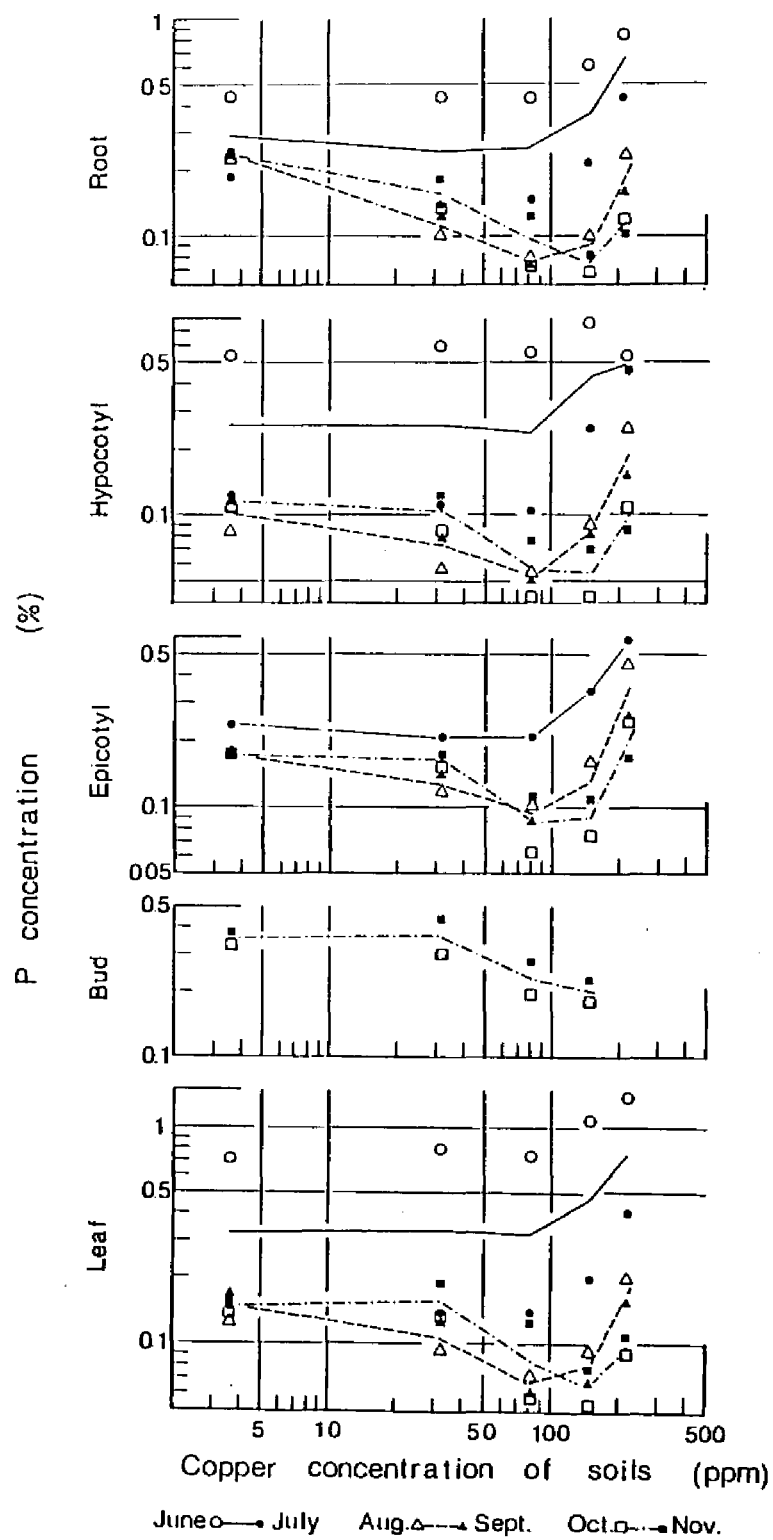 P concentration (%)
Root
1
0.5
0.1
Hypocotyl
0.5
0.1
Epicotyl
0.5
0.1
0.05
Bud
0.5
0.1
Leaf
1
0.5
0.1
5 10 50 100 500
Copper concentration of soils (ppm)
June July Aug. Sept. Oct. Nov.